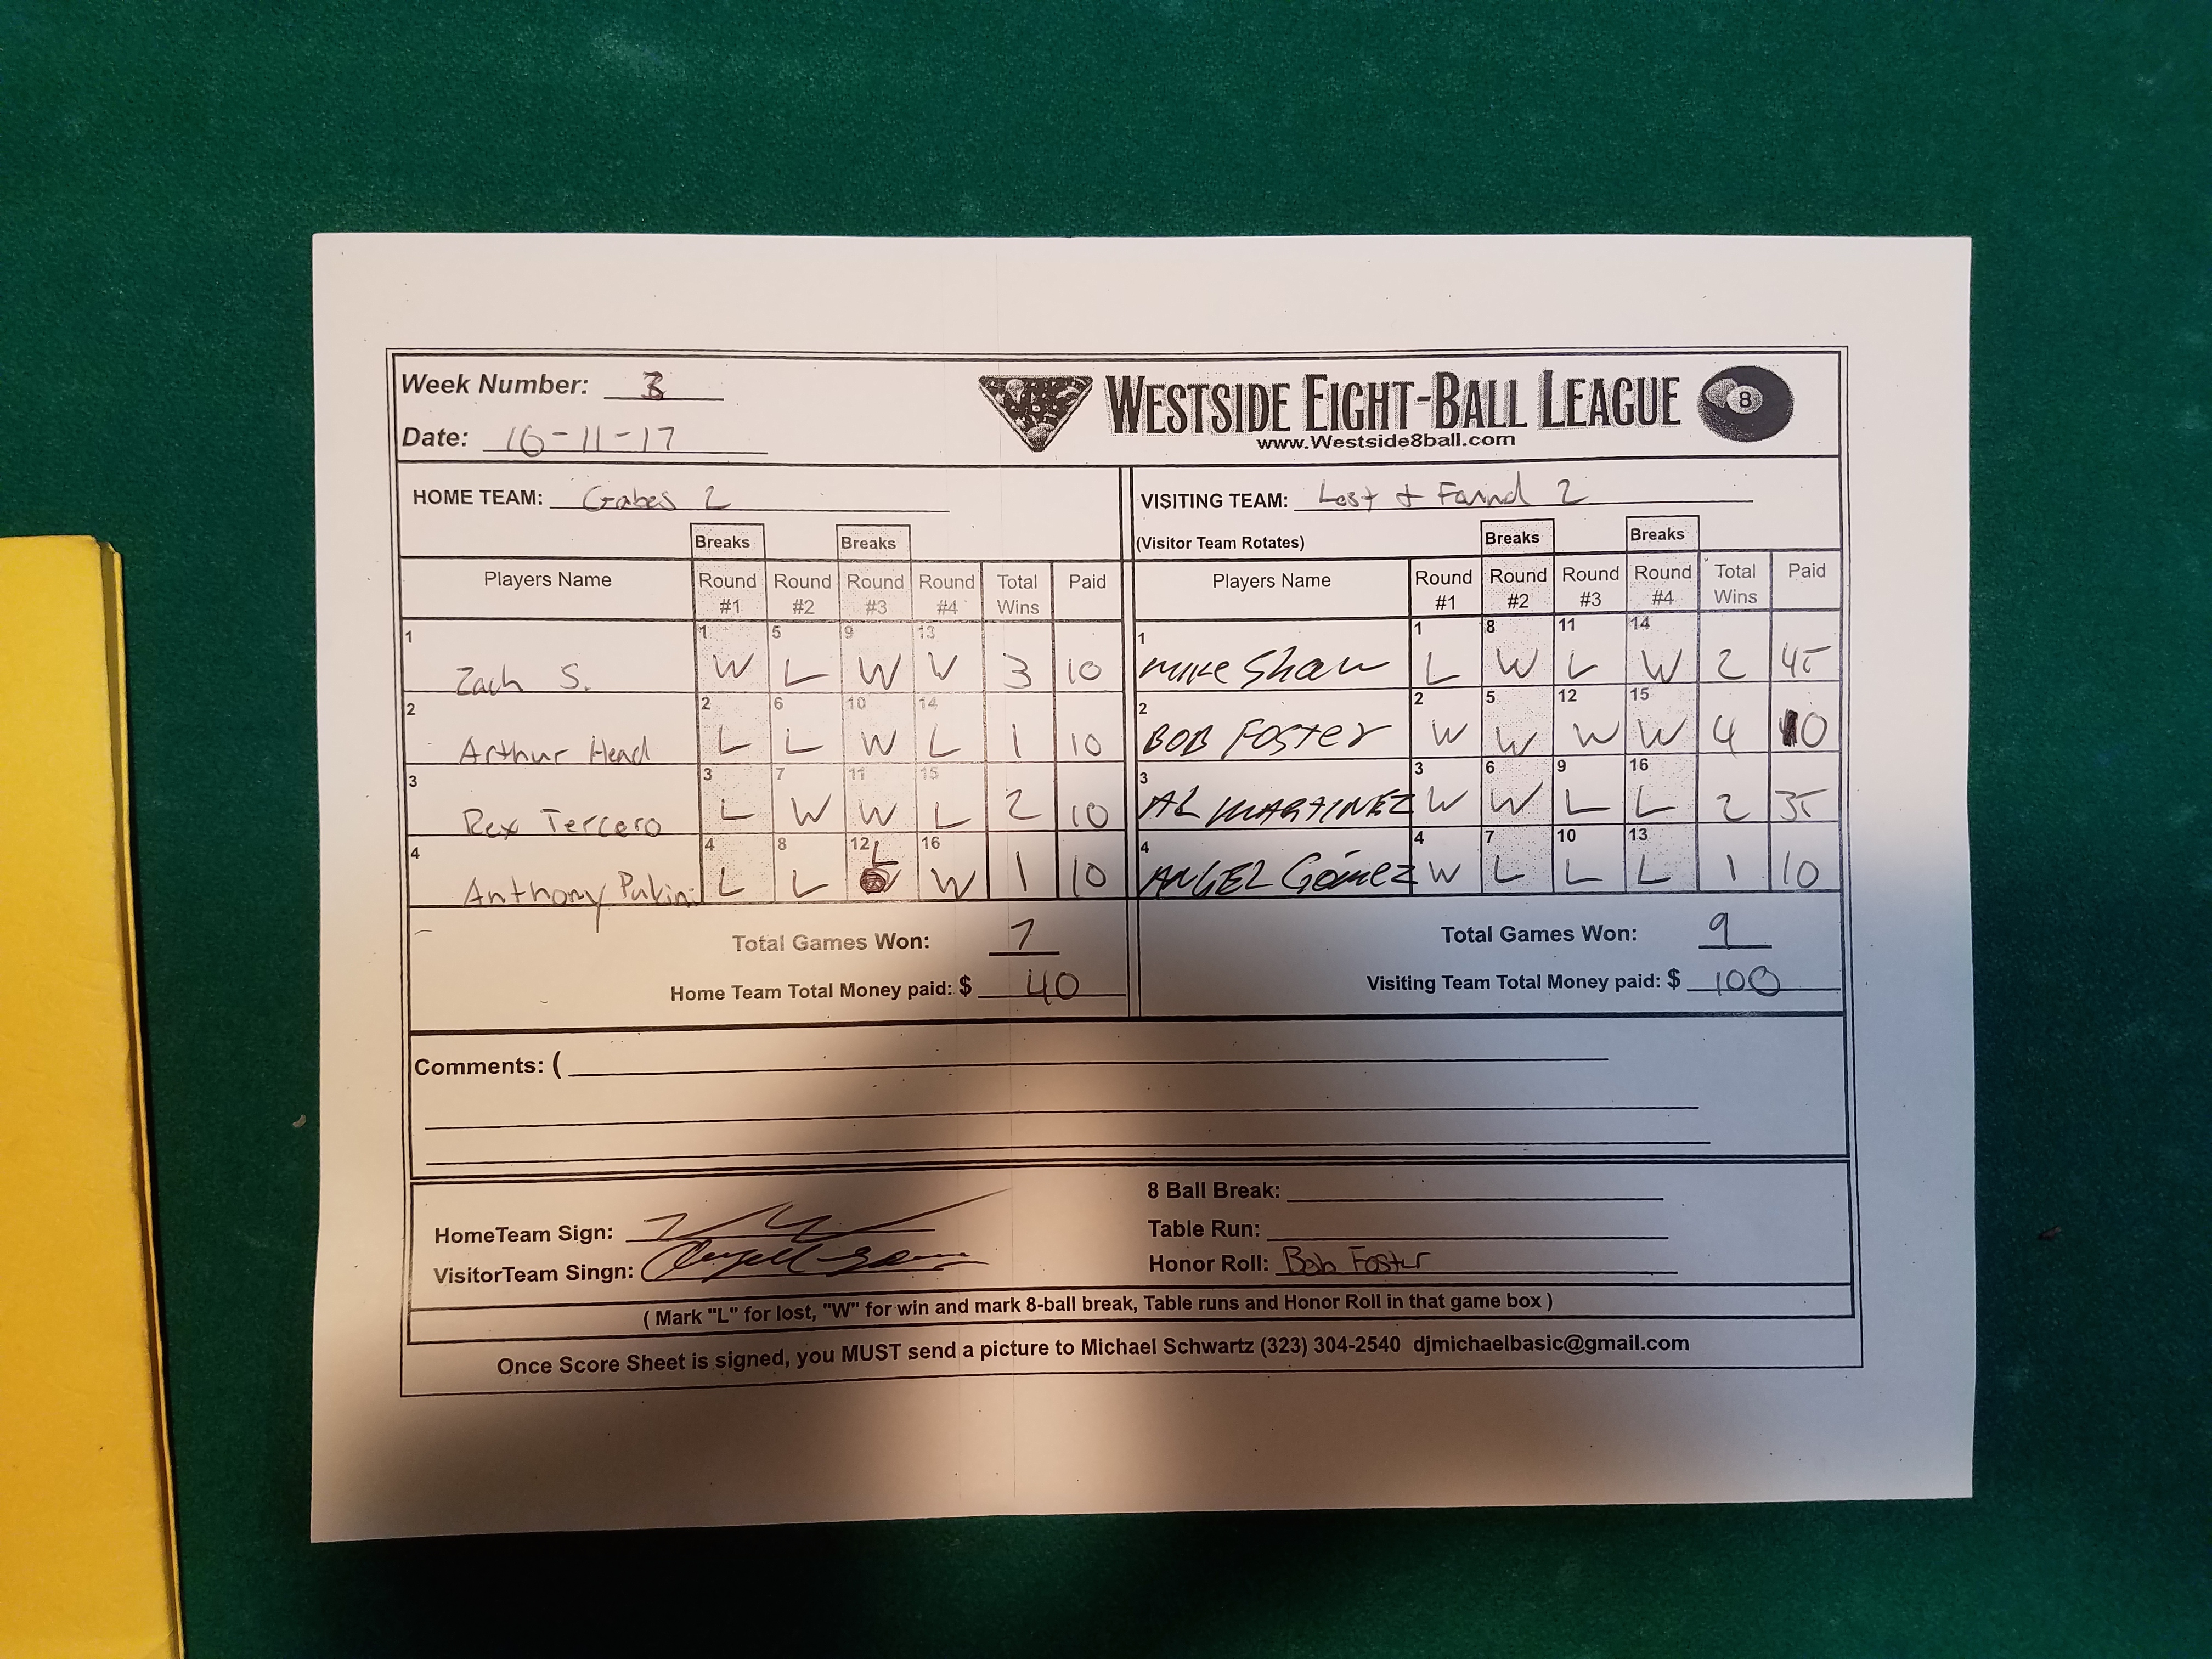 Week Number: 3
WESTSIDE EIGHT-BALL LEAGUE 8
Date: 10-11-17
www.Westside8ball.com
HOME TEAM: Gabes 2
VISITING TEAM: Lost & Found 2
Breaks Breaks
(Visitor Team Rotates) Breaks Breaks
Players Name Round #1 Round #2 Round #3 Round #4 Total Wins Paid
Players Name Round #1 Round #2 Round #3 Round #4 Total Wins Paid
1 Zach S. 1 W 5 L 9 W 13 W 3 10
1 MIKE Shaw 1 L 8 W 11 L 14 W 2 45
2 Arthur Head 2 L 6 L 10 W 14 L 1 10
2 BOB FOSTer 2 W 5 W 12 W 15 W 4 10
3 Rex Tercero 3 L 7 W 11 W 15 L 2 10
3 AL MARTINEZ 3 W 6 W 9 L 16 L 2 35
4 Anthony 4 L 8 L 12 L 16 W 1 10
4 ANGEL Gómez 4 W 7 L 10 L 13 L 1 10
Total Games Won: 7
Total Games Won: 9
Home Team Total Money paid: $ 40
Visiting Team Total Money paid: $ 100
Comments: (
8 Ball Break:
HomeTeam Sign:
Table Run:
VisitorTeam Singn:
Honor Roll: Bob Foster
( Mark "L" for lost, "W" for win and mark 8-ball break, Table runs and Honor Roll in that game box )
Once Score Sheet is signed, you MUST send a picture to Michael Schwartz (323) 304-2540 djmichaelbasic@gmail.com